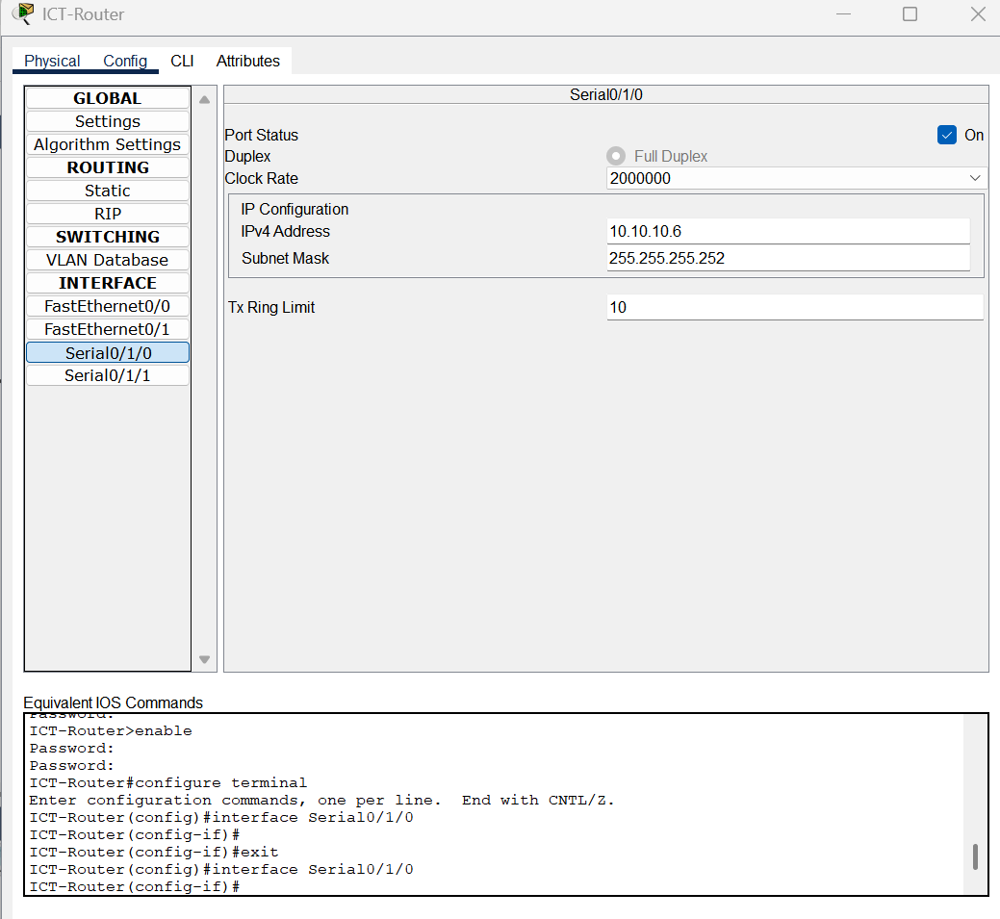 ICT-Router
Physical Config CLI Attributes
GLOBAL
Settings
Algorithm Settings
ROUTING
Static
RIP
SWITCHING
VLAN Database
INTERFACE
FastEthernet0/0
FastEthernet0/1
Serial0/1/0
Serial0/1/1
Serial0/1/0
Port Status On
Duplex Full Duplex
Clock Rate 2000000
IP Configuration
IPv4 Address 10.10.10.6
Subnet Mask 255.255.255.252
Tx Ring Limit 10
Equivalent IOS Commands
Password:
ICT-Router>enable
Password:
Password:
ICT-Router#configure terminal
Enter configuration commands, one per line.  End with CNTL/Z.
ICT-Router(config)#interface Serial0/1/0
ICT-Router(config-if)#
ICT-Router(config-if)#exit
ICT-Router(config)#interface Serial0/1/0
ICT-Router(config-if)#